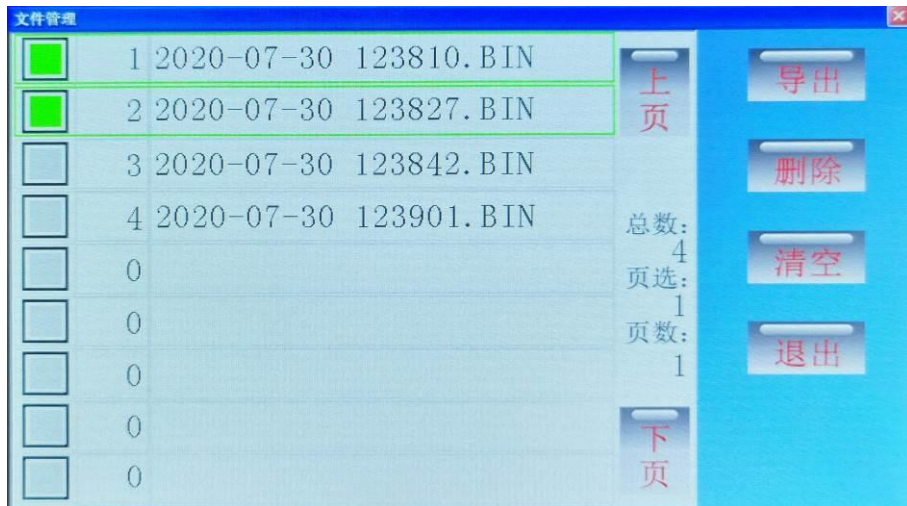 文件管理
1 2020-07-30 123810.BIN
2 2020-07-30 123827.BIN
3 2020-07-30 123842.BIN
4 2020-07-30 123901.BIN
0
0
0
0
0
上页
总数:
4
页选:
1
页数:
1
下页
导出
删除
清空
退出